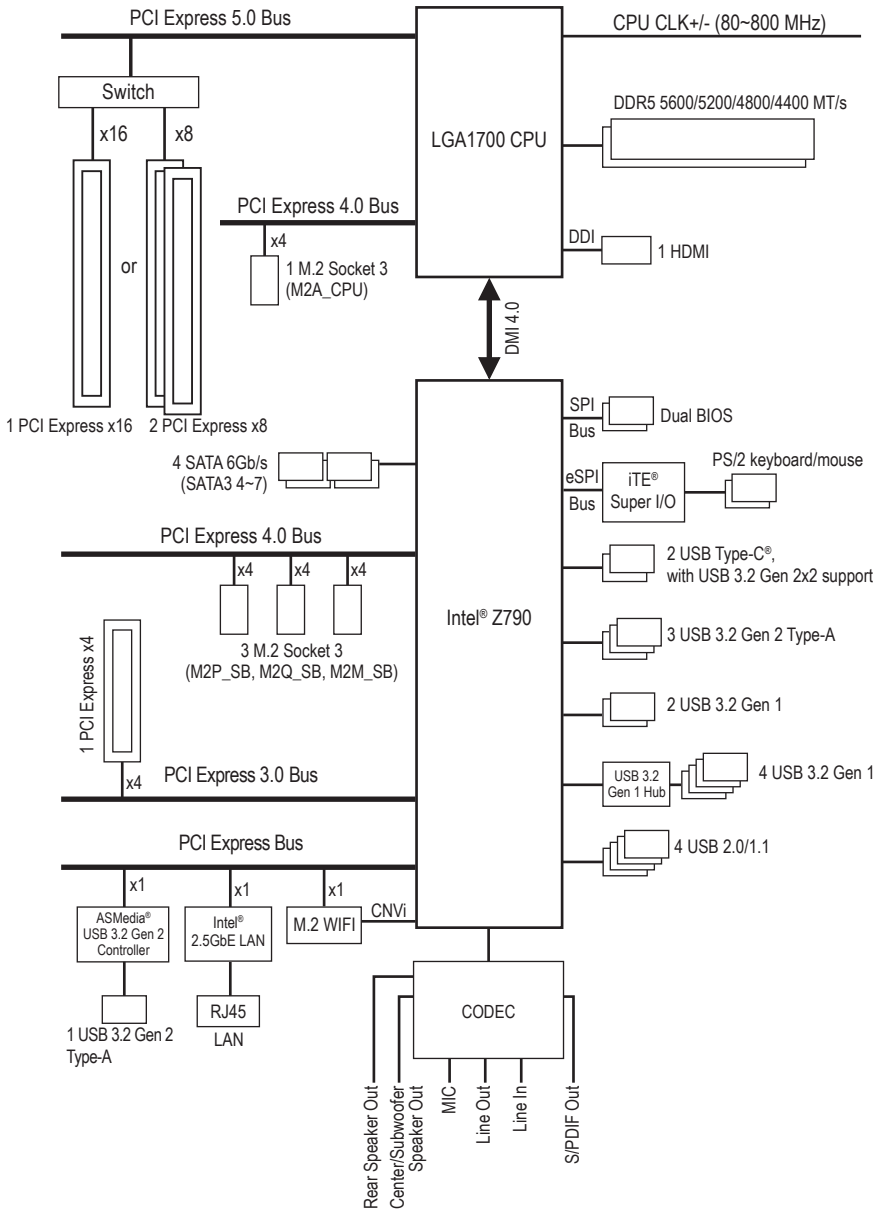 PCI Express 5.0 Bus
CPU CLK+/- (80~800 MHz)
Switch
x16
x8
DDR5 5600/5200/4800/4400 MT/s
LGA1700 CPU
PCI Express 4.0 Bus
x4
or
1 M.2 Socket 3
(M2A_CPU)
DDI
1 HDMI
DMI 4.0
1 PCI Express x16
2 PCI Express x8
SPI
Bus
Dual BIOS
4 SATA 6Gb/s
(SATA3 4~7)
eSPI
Bus
iTE®
Super I/O
PS/2 keyboard/mouse
PCI Express 4.0 Bus
x4
x4
x4
2 USB Type-C®,
with USB 3.2 Gen 2x2 support
Intel® Z790
3 M.2 Socket 3
(M2P_SB, M2Q_SB, M2M_SB)
3 USB 3.2 Gen 2 Type-A
1 PCI Express x4
2 USB 3.2 Gen 1
x4
PCI Express 3.0 Bus
USB 3.2
Gen 1 Hub
4 USB 3.2 Gen 1
PCI Express Bus
4 USB 2.0/1.1
x1
x1
x1
ASMedia®
USB 3.2 Gen 2
Controller
Intel®
2.5GbE LAN
M.2 WIFI
CNVi
RJ45
LAN
1 USB 3.2 Gen 2
Type-A
CODEC
Rear Speaker Out
Center/Subwoofer
Speaker Out
MIC
Line Out
Line In
S/PDIF Out